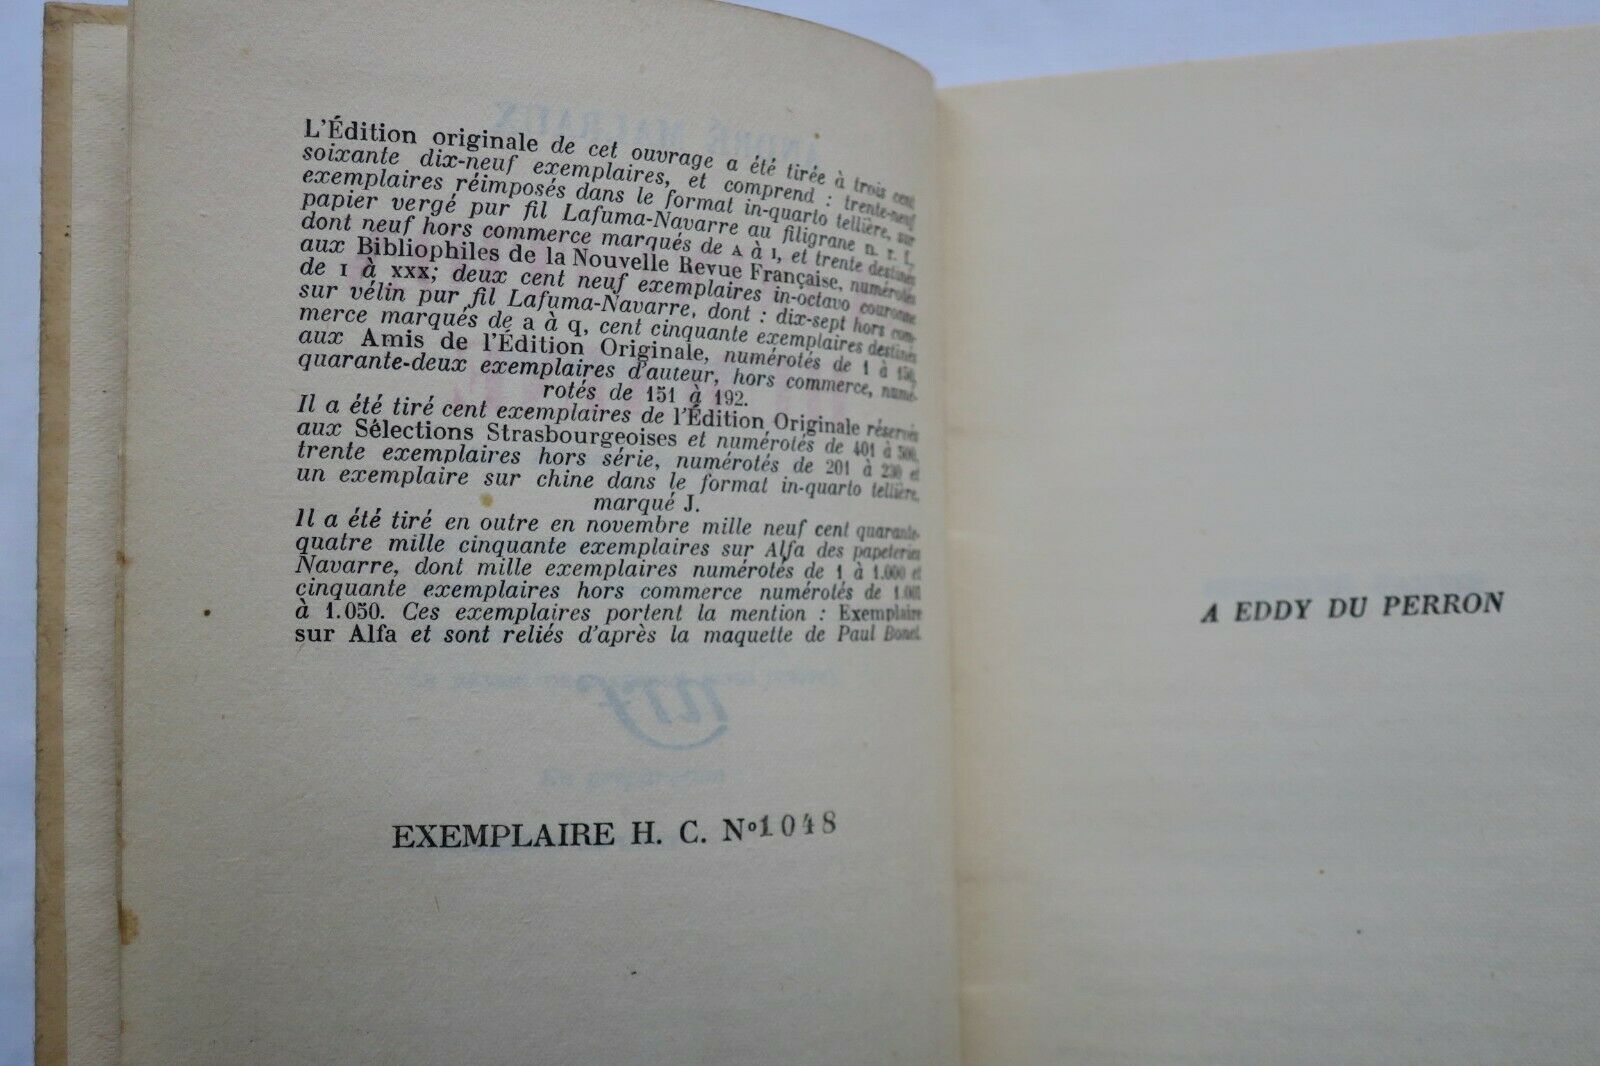 L'Édition originale de cet ouvrage a été tirée à trois cent
soixante dix-neuf exemplaires, et comprend : trente-neuf
exemplaires réimposés dans le format in-quarto tellière, sur
papier vergé pur fil Lafuma-Navarre au filigrane n. r. f.,
dont neuf hors commerce marqués de A à I, et trente destinés
aux Bibliophiles de la Nouvelle Revue Française, numérotés
de I à XXX; deux cent neuf exemplaires in-octavo couronne
sur vélin pur fil Lafuma-Navarre, dont : dix-sept hors com-
merce marqués de a à q, cent cinquante exemplaires destinés
aux Amis de l'Édition Originale, numérotés de 1 à 150,
quarante-deux exemplaires d'auteur, hors commerce, numé-
rotés de 151 à 192.
Il a été tiré cent exemplaires de l'Édition Originale réservés
aux Sélections Strasbourgeoises et numérotés de 401 à 500,
trente exemplaires hors série, numérotés de 201 à 230 et
un exemplaire sur chine dans le format in-quarto tellière,
marqué J.
Il a été tiré en outre en novembre mille neuf cent quarante-
quatre mille cinquante exemplaires sur Alfa des papeteries
Navarre, dont mille exemplaires numérotés de 1 à 1.000 et
cinquante exemplaires hors commerce numérotés de 1.001
à 1.050. Ces exemplaires portent la mention : Exemplaire
sur Alfa et sont reliés d'après la maquette de Paul Bonet.
EXEMPLAIRE H. C. Nº1048
A EDDY DU PERRON